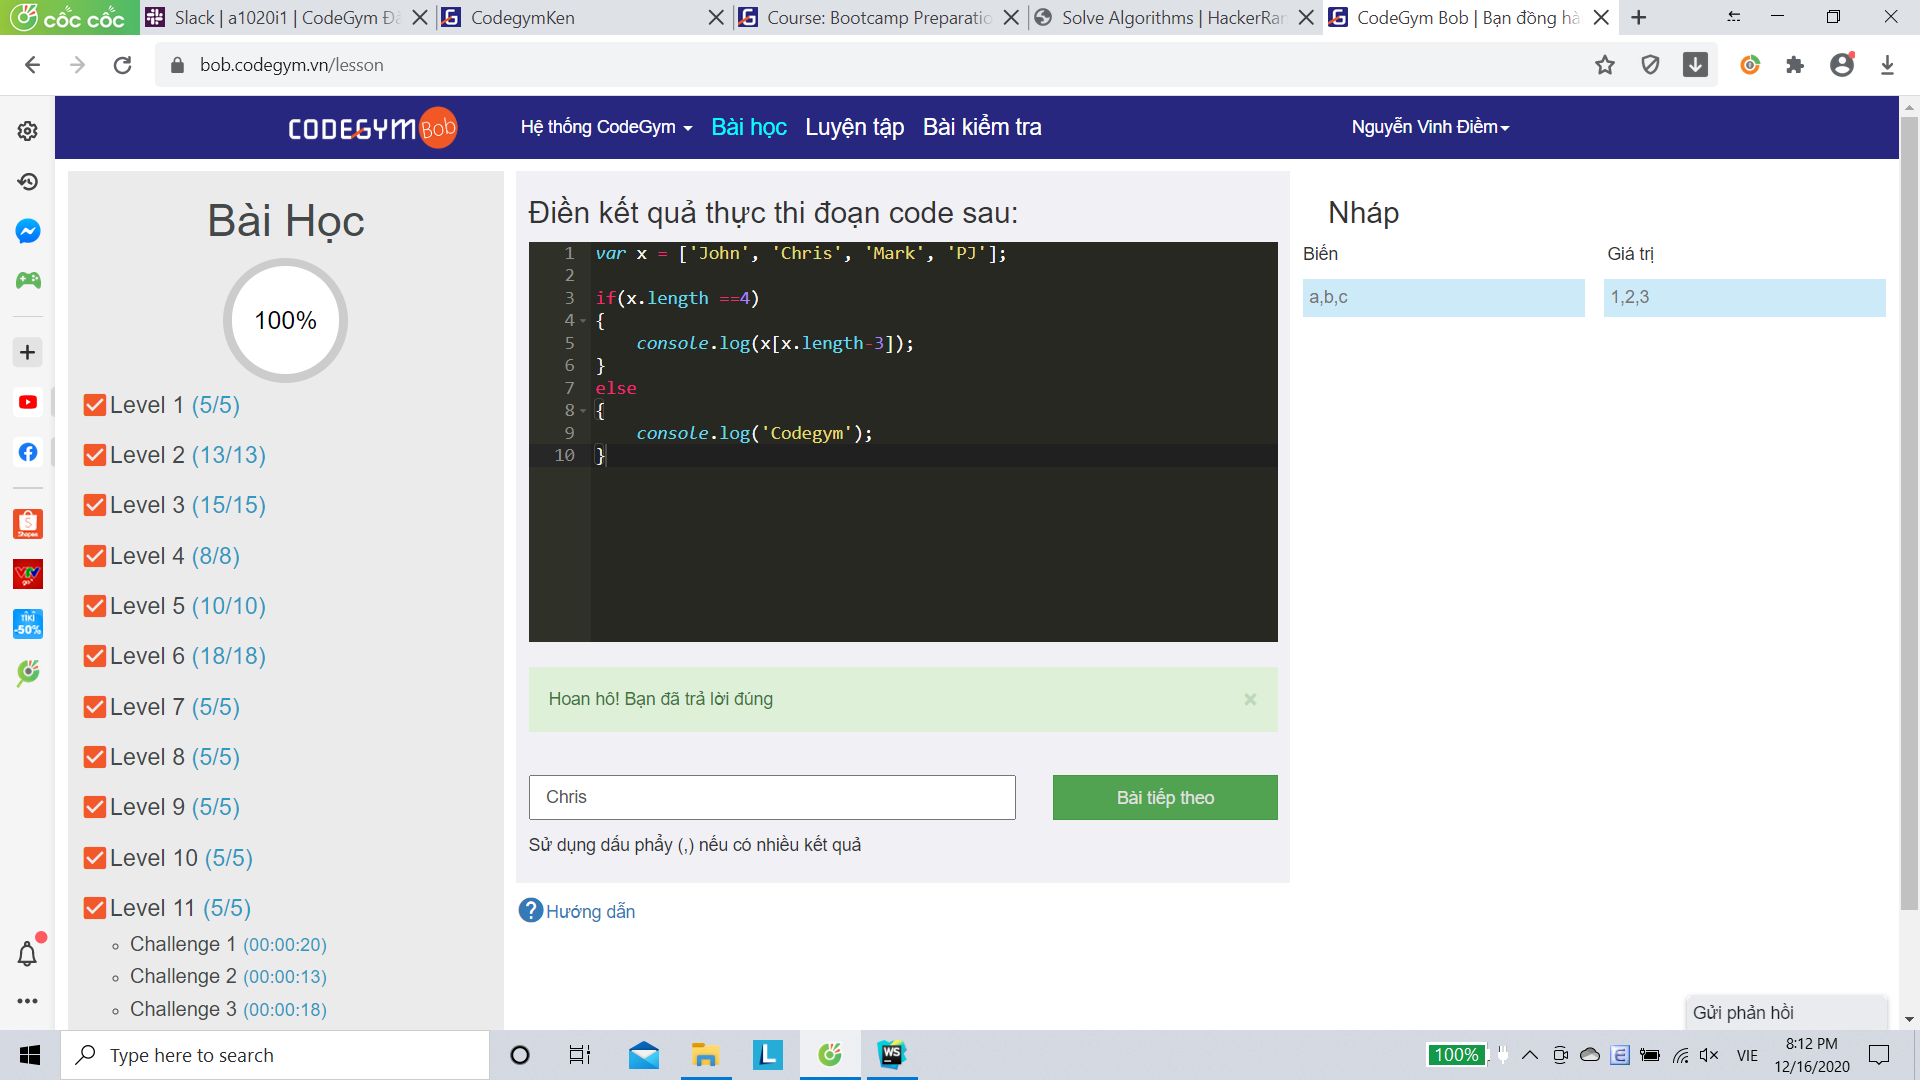 cốc cốc
Slack | a1020i1 | CodeGym Đà
CodegymKen
Course: Bootcamp Preparatio
Solve Algorithms | HackerRan
CodeGym Bob | Bạn đồng hà
bob.codegym.vn/lesson
CODEGYM Bob
Hệ thống CodeGym
Bài học
Luyện tập
Bài kiểm tra
Nguyễn Vinh Điềm
Bài Học
100%
Level 1 (5/5)
Level 2 (13/13)
Level 3 (15/15)
Level 4 (8/8)
Level 5 (10/10)
Level 6 (18/18)
Level 7 (5/5)
Level 8 (5/5)
Level 9 (5/5)
Level 10 (5/5)
Level 11 (5/5)
Challenge 1 (00:00:20)
Challenge 2 (00:00:13)
Challenge 3 (00:00:18)
Điền kết quả thực thi đoạn code sau:
1 var x = ['John', 'Chris', 'Mark', 'PJ'];
2
3 if(x.length ==4)
4 {
5     console.log(x[x.length-3]);
6 }
7 else
8 {
9     console.log('Codegym');
10 }
Hoan hô! Bạn đã trả lời đúng
×
Chris
Bài tiếp theo
Sử dụng dấu phẩy (,) nếu có nhiều kết quả
? Hướng dẫn
Nháp
Biến
Giá trị
a,b,c
1,2,3
Shopee
VTV
go
TIKI
-50%
Gửi phản hồi
Type here to search
L
WS
100%
E
VIE
8:12 PM
12/16/2020